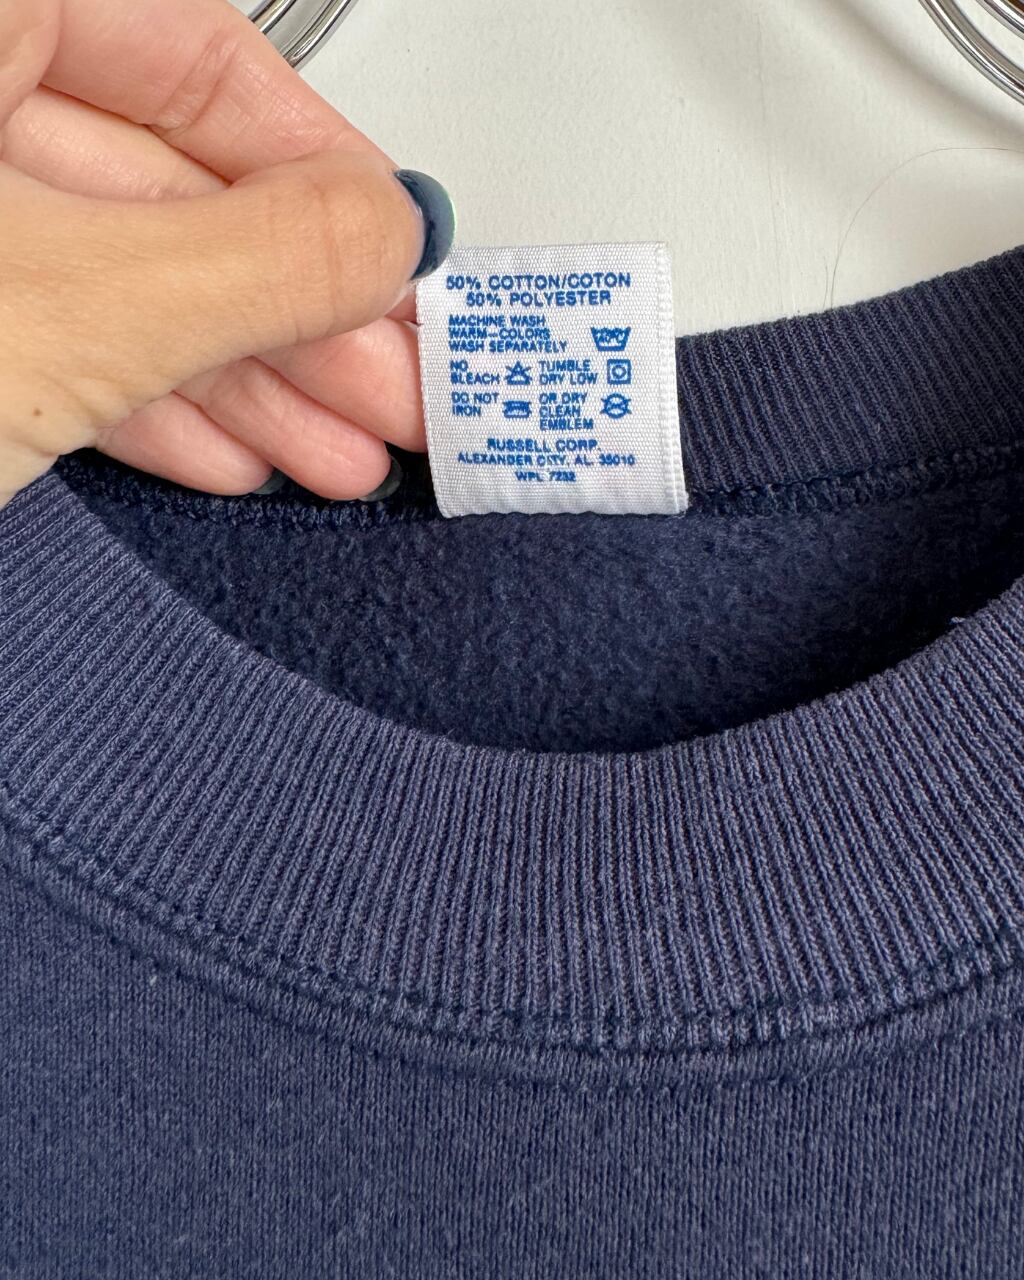 50% COTTON/COTON
50% POLYESTER
MACHINE WASH
WARM-COLORS
WASH SEPARATELY
NO BLEACH
TUMBLE DRY LOW
DO NOT IRON
OR DRY CLEAN EMBLEM
RUSSELL CORP.
ALEXANDER CITY, AL. 35010
WPL 7252